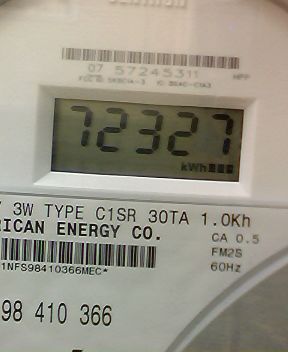 07 57245311
72327
kWh
3W TYPE C1SR 30TA 1.0Kh
RICAN ENERGY CO.
CA 0.5
FM2S
1NFS98410366MEC*
60Hz
98 410 366